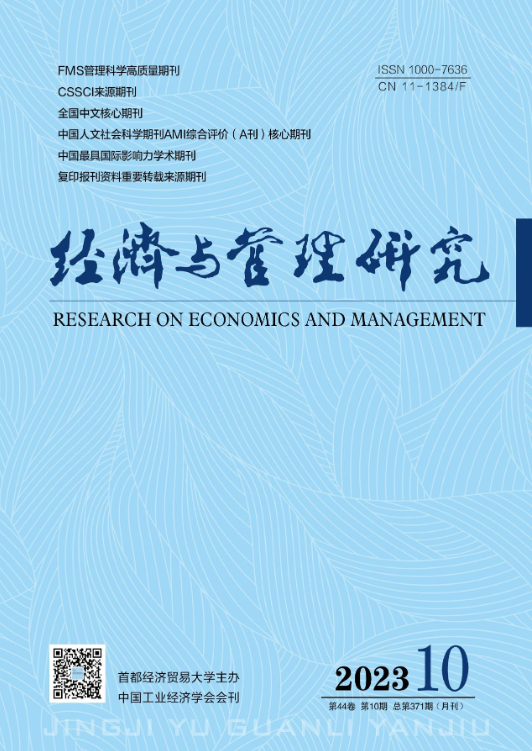 FMS管理科学高质量期刊
CSSCI来源期刊
全国中文核心期刊
中国人文社会科学期刊AMI综合评价（A刊）核心期刊
中国最具国际影响力学术期刊
复印报刊资料重要转载来源期刊
ISSN 1000-7636
CN 11-1384/F
经濟与管理研究
RESEARCH ON ECONOMICS AND MANAGEMENT
首都经济贸易大学主办
中国工业经济学会会刊
2023 10
第44卷 第10期 总第371期（月刊）
JINGJI YU GUANLI YANJIU